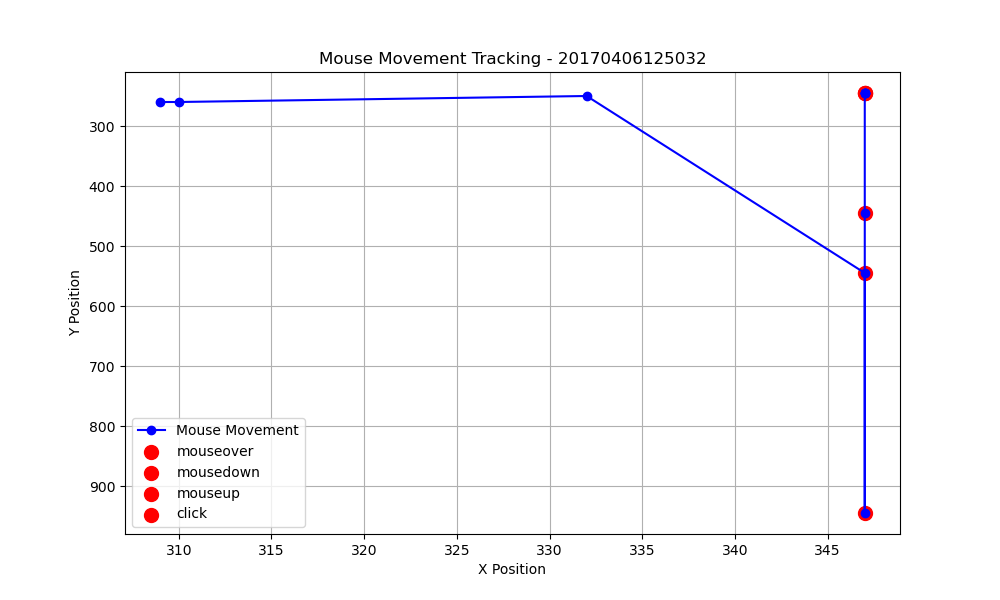 Mouse Movement Tracking - 20170406125032
Y Position
300
400
500
600
700
800
900
Mouse Movement
mouseover
mousedown
mouseup
click
310 315 320 325 330 335 340 345
X Position